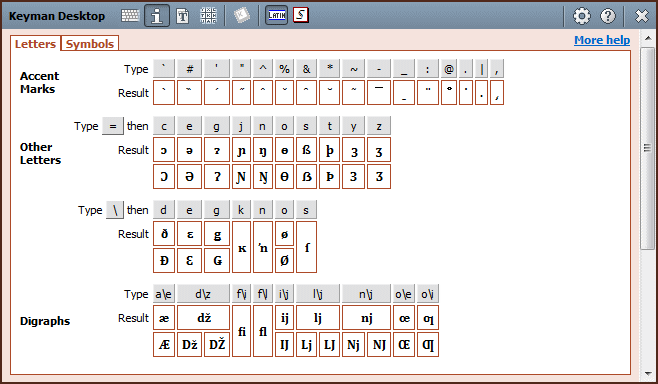 Keyman Desktop LATIN S
Letters Symbols More help
Accent Marks
Type ` # ' " ^ % & * ~ - _ : @ . | ,
Result
Other Letters
Type = then c e g j n o s t y z
Result ɔ ə ɂ ɲ ŋ ɵ ß þ ȝ ʒ
Ɔ Ə Ɂ Ɲ Ŋ Ɵ ẞ Þ Ȝ Ʒ
Type \ then d e g k n o s
Result ð ɛ ǥ ĸ ŉ ø ſ
Đ Ɛ Ǥ Ø
Digraphs
Type a\e d\z f\i f\l i\j l\j n\j o\e o\i
Result æ dž fi fl ij lj nj œ ƣ
Æ Dž DŽ IJ Lj LJ Nj NJ Œ Ƣ